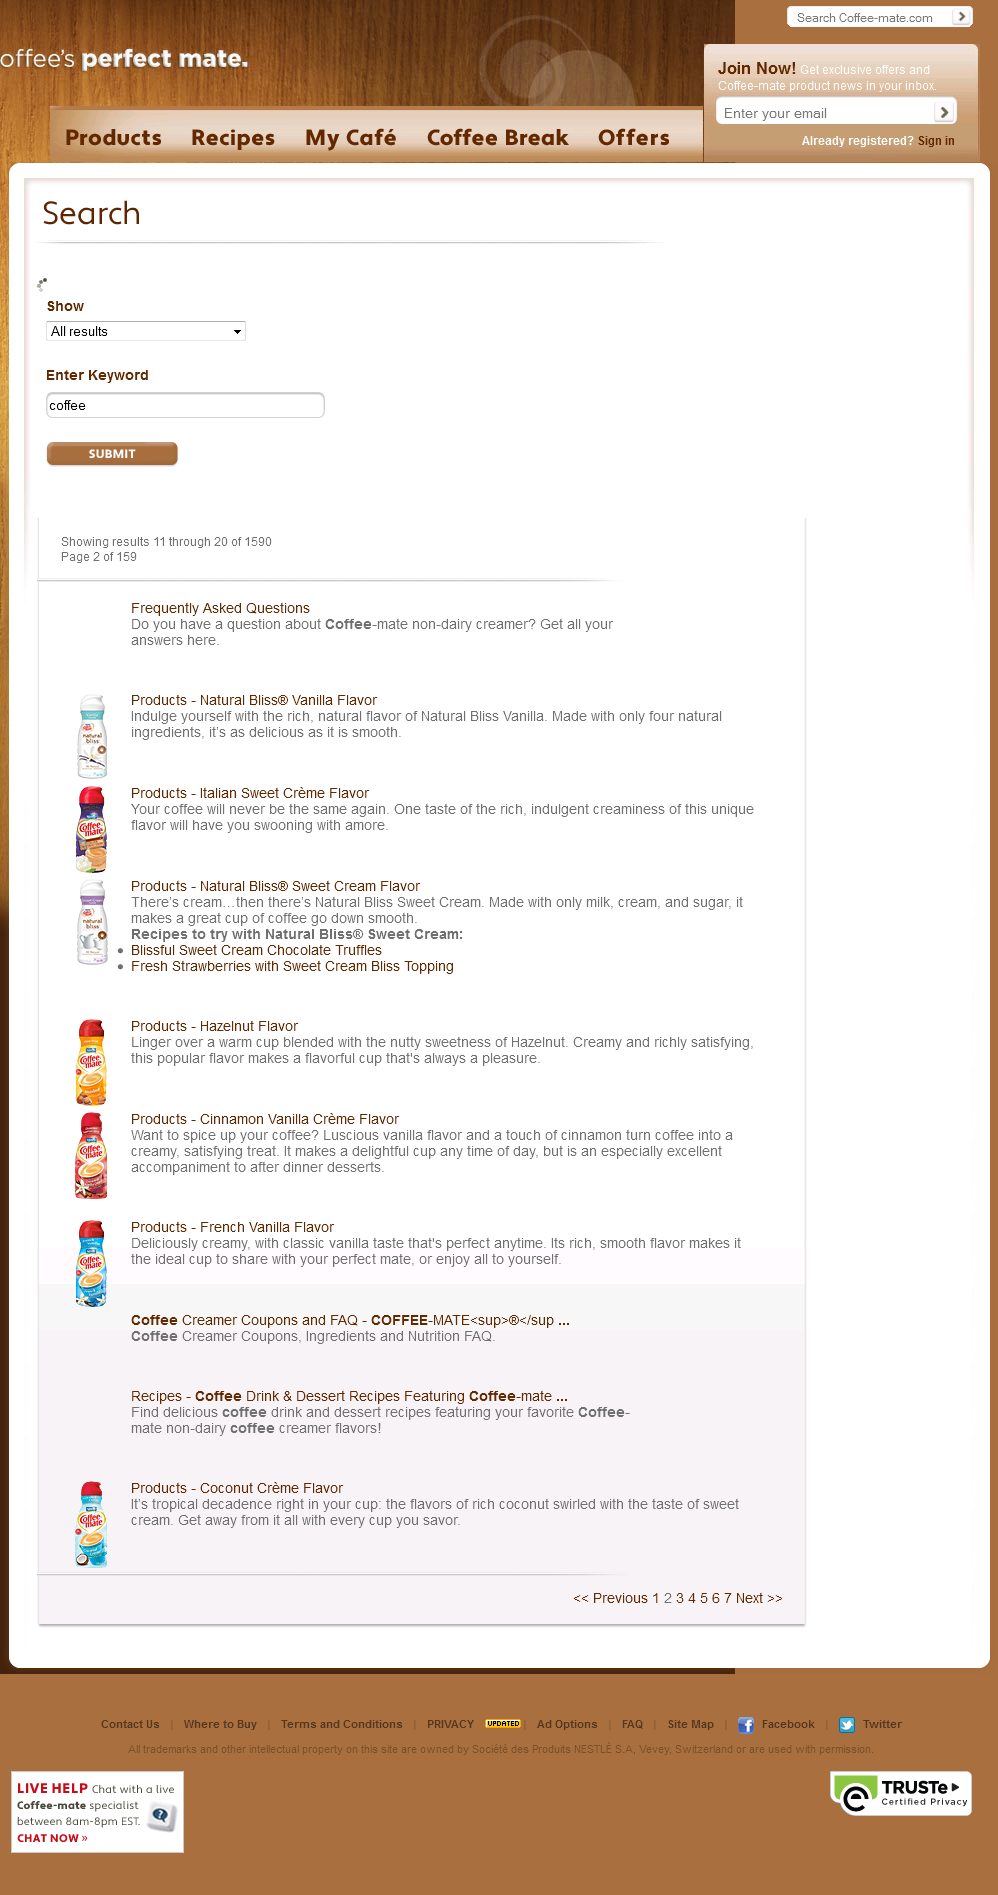 Search Coffee-mate.com
offee's perfect mate.
Join Now! Get exclusive offers and
Coffee-mate product news in your inbox.
Enter your email
Already registered? Sign in
Products Recipes My Café Coffee Break Offers
Search
Show
All results
Enter Keyword
coffee
SUBMIT
Showing results 11 through 20 of 1590
Page 2 of 159
Frequently Asked Questions
Do you have a question about Coffee-mate non-dairy creamer? Get all your
answers here.
Products - Natural Bliss® Vanilla Flavor
Indulge yourself with the rich, natural flavor of Natural Bliss Vanilla. Made with only four natural
ingredients, it's as delicious as it is smooth.
natural
bliss
Products - Italian Sweet Crème Flavor
Your coffee will never be the same again. One taste of the rich, indulgent creaminess of this unique
flavor will have you swooning with amore.
Coffee
mate
Products - Natural Bliss® Sweet Cream Flavor
There's cream…then there's Natural Bliss Sweet Cream. Made with only milk, cream, and sugar, it
makes a great cup of coffee go down smooth.
Recipes to try with Natural Bliss® Sweet Cream:
• Blissful Sweet Cream Chocolate Truffles
• Fresh Strawberries with Sweet Cream Bliss Topping
natural
bliss
Products - Hazelnut Flavor
Linger over a warm cup blended with the nutty sweetness of Hazelnut. Creamy and richly satisfying,
this popular flavor makes a flavorful cup that's always a pleasure.
Coffee
mate
Products - Cinnamon Vanilla Crème Flavor
Want to spice up your coffee? Luscious vanilla flavor and a touch of cinnamon turn coffee into a
creamy, satisfying treat. It makes a delightful cup any time of day, but is an especially excellent
accompaniment to after dinner desserts.
Coffee
mate
Products - French Vanilla Flavor
Deliciously creamy, with classic vanilla taste that's perfect anytime. Its rich, smooth flavor makes it
the ideal cup to share with your perfect mate, or enjoy all to yourself.
Coffee
mate
Coffee Creamer Coupons and FAQ - COFFEE-MATE<sup>®</sup ...
Coffee Creamer Coupons, Ingredients and Nutrition FAQ.
Recipes - Coffee Drink & Dessert Recipes Featuring Coffee-mate ...
Find delicious coffee drink and dessert recipes featuring your favorite Coffee-
mate non-dairy coffee creamer flavors!
Products - Coconut Crème Flavor
It's tropical decadence right in your cup: the flavors of rich coconut swirled with the taste of sweet
cream. Get away from it all with every cup you savor.
Coffee
mate
<< Previous 1 2 3 4 5 6 7 Next >>
Contact Us | Where to Buy | Terms and Conditions | PRIVACY UPDATED | Ad Options | FAQ | Site Map | Facebook | Twitter
All trademarks and other intellectual property on this site are owned by Société des Produits NESTLÉ S.A, Vevey, Switzerland or are used with permission.
LIVE HELP Chat with a live
Coffee-mate specialist
between 8am-8pm EST.
CHAT NOW »
TRUSTe
Certified Privacy